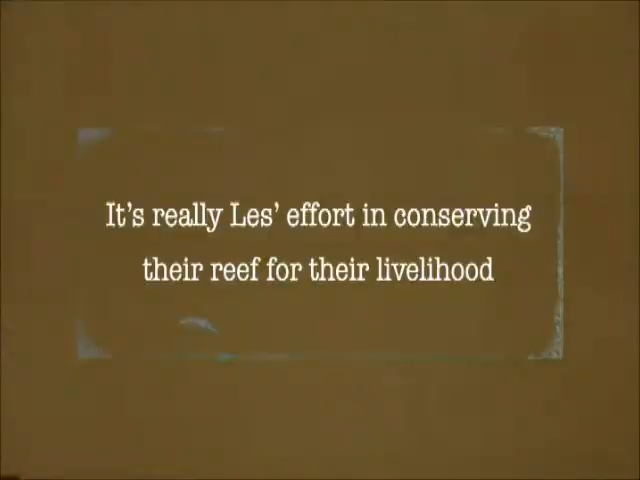 It's really Les' effort in conserving
their reef for their livelihood